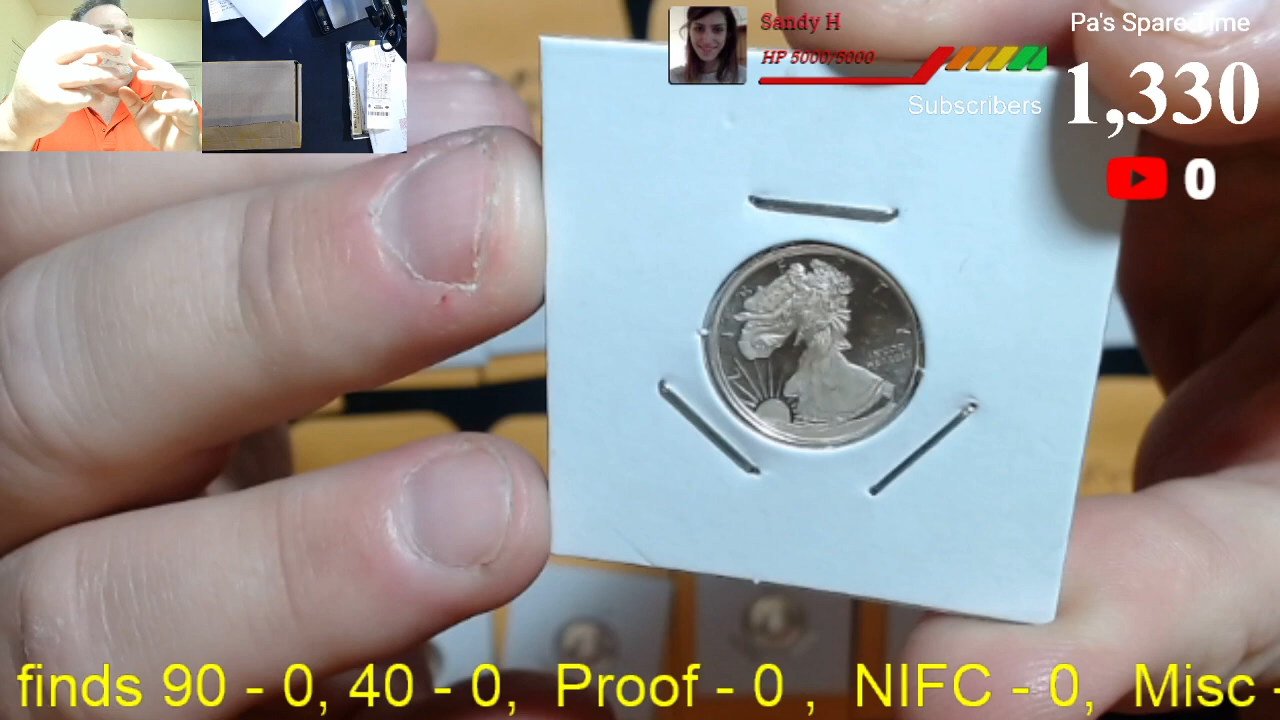 Sandy H
HP 5000/5000
Pa's Spare Time
Subscribers 1,330
0
finds 90 - 0, 40 - 0, Proof - 0 , NIFC - 0, Misc -